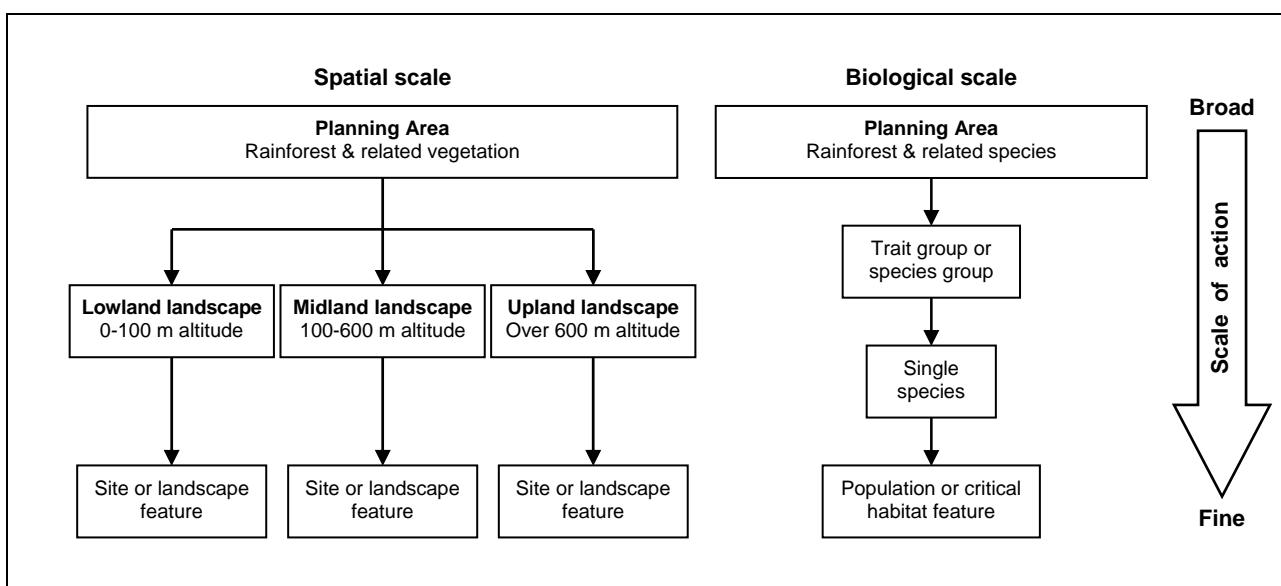 Spatial scale
Planning Area
Rainforest & related vegetation
Lowland landscape
0-100 m altitude
Midland landscape
100-600 m altitude
Upland landscape
Over 600 m altitude
Site or landscape
feature
Site or landscape
feature
Site or landscape
feature
Biological scale
Planning Area
Rainforest & related species
Trait group or
species group
Single
species
Population or critical
habitat feature
Broad
Scale of action
Fine